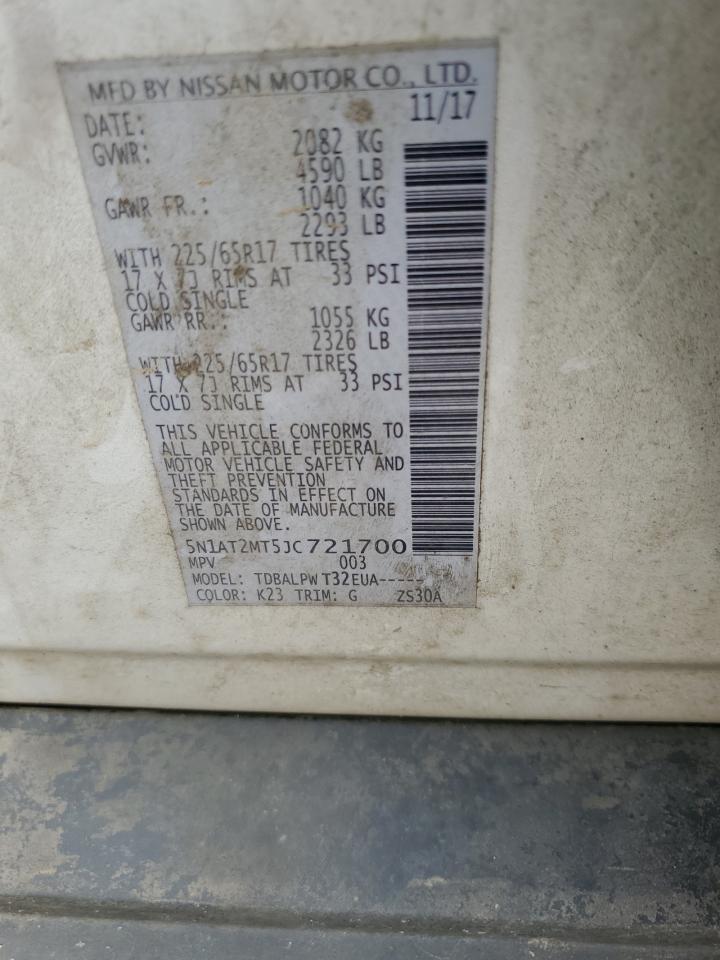 MFD BY NISSAN MOTOR CO., LTD.
DATE: 11/17
GVWR: 2082 KG
4590 LB
GAWR FR.: 1040 KG
2293 LB
WITH 225/65R17 TIRES
17 X 7J RIMS AT 33 PSI
COLD SINGLE
GAWR RR.: 1055 KG
2326 LB
WITH 225/65R17 TIRES
17 X 7J RIMS AT 33 PSI
COLD SINGLE
THIS VEHICLE CONFORMS TO
ALL APPLICABLE FEDERAL
MOTOR VEHICLE SAFETY AND
THEFT PREVENTION
STANDARDS IN EFFECT ON
THE DATE OF MANUFACTURE
SHOWN ABOVE.
5N1AT2MT5JC721700
MPV 003
MODEL: TDBALPW T32EUA-----
COLOR: K23 TRIM: G ZS30A